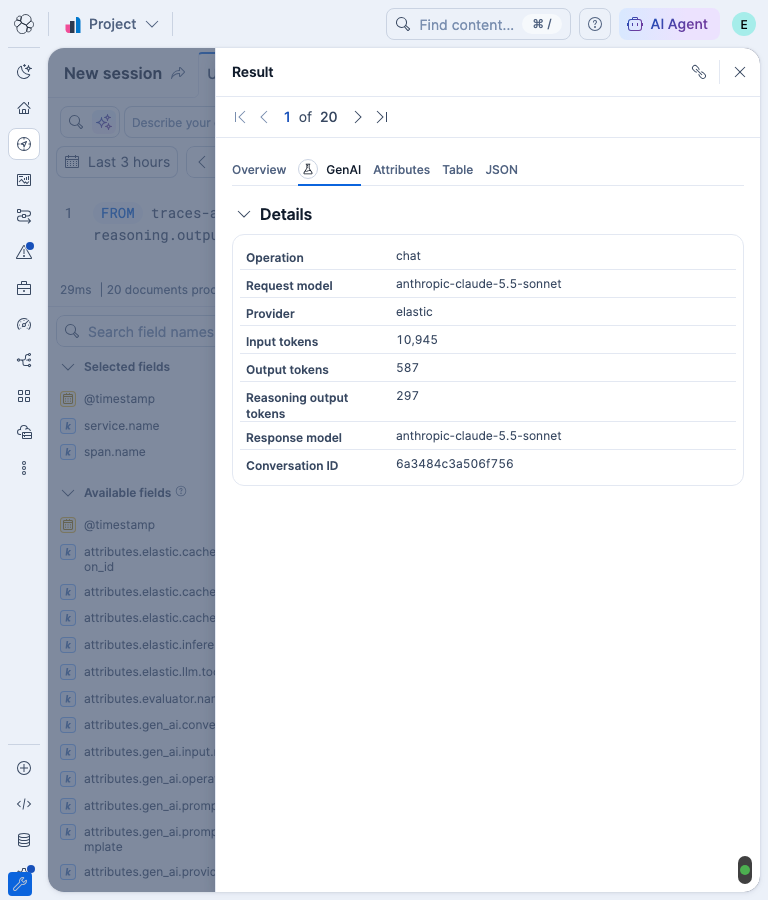 Project
Find content...
⌘ /
AI Agent
E
New session
Describe your
Last 3 hours
1 FROM traces-a
reasoning.outpu
29ms | 20 documents proc
Search field names
Selected fields
@timestamp
k service.name
k span.name
Available fields
@timestamp
k attributes.elastic.cache
on_id
k attributes.elastic.cache
k attributes.elastic.cache
k attributes.elastic.infere
k attributes.elastic.llm.too
k attributes.evaluator.nar
k attributes.gen_ai.conve
k attributes.gen_ai.input.
k attributes.gen_ai.opera
k attributes.gen_ai.promp
k attributes.gen_ai.promp
mplate
k attributes.gen_ai.provid
Result
1 of 20
Overview GenAI Attributes Table JSON
Details
Operation chat
Request model anthropic-claude-5.5-sonnet
Provider elastic
Input tokens 10,945
Output tokens 587
Reasoning output 297
tokens
Response model anthropic-claude-5.5-sonnet
Conversation ID 6a3484c3a506f756